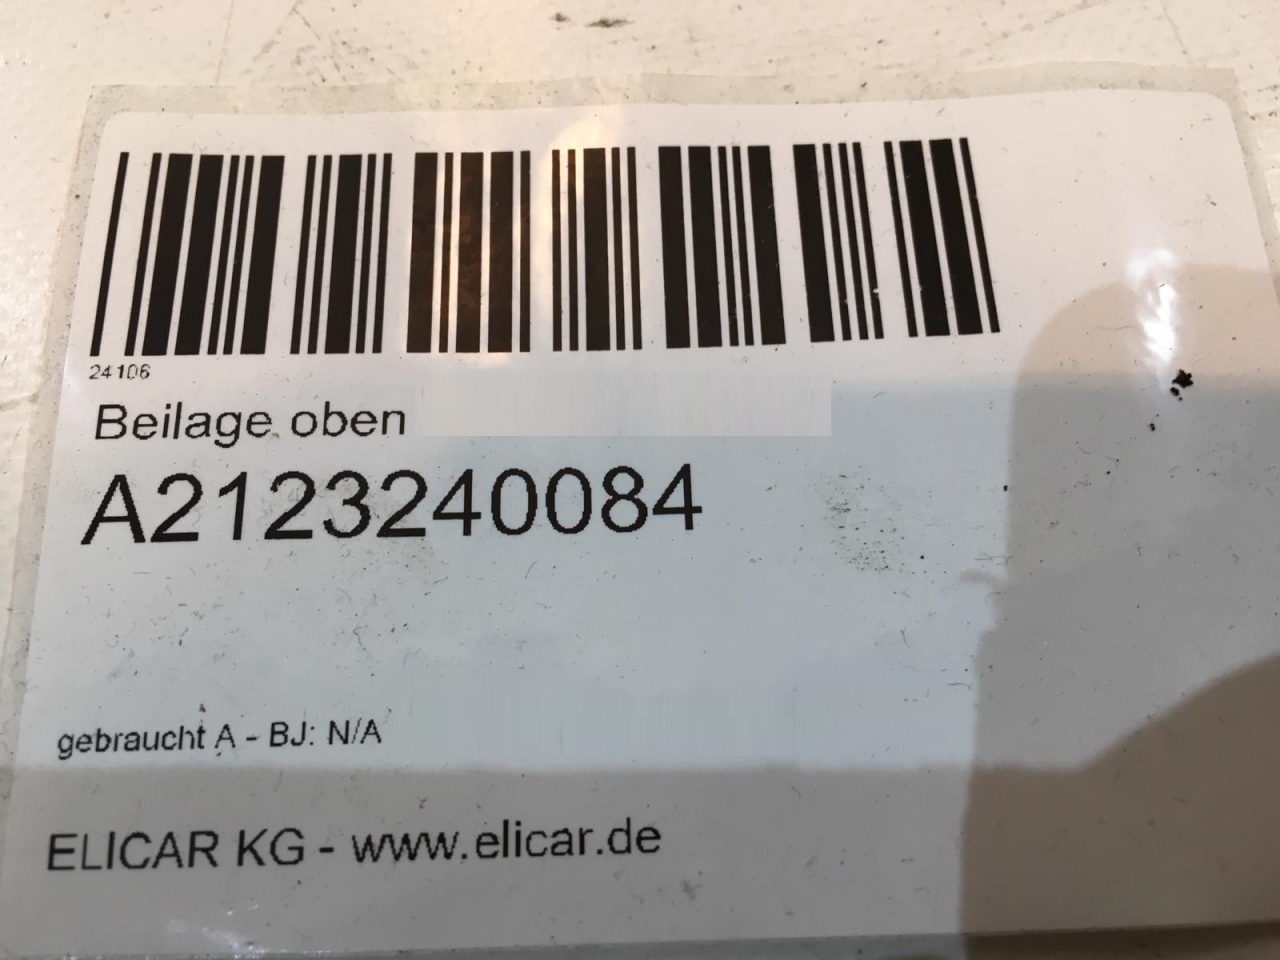 24106
Beilage oben
A2123240084
gebraucht A - BJ: N/A
ELICAR KG - www.elicar.de